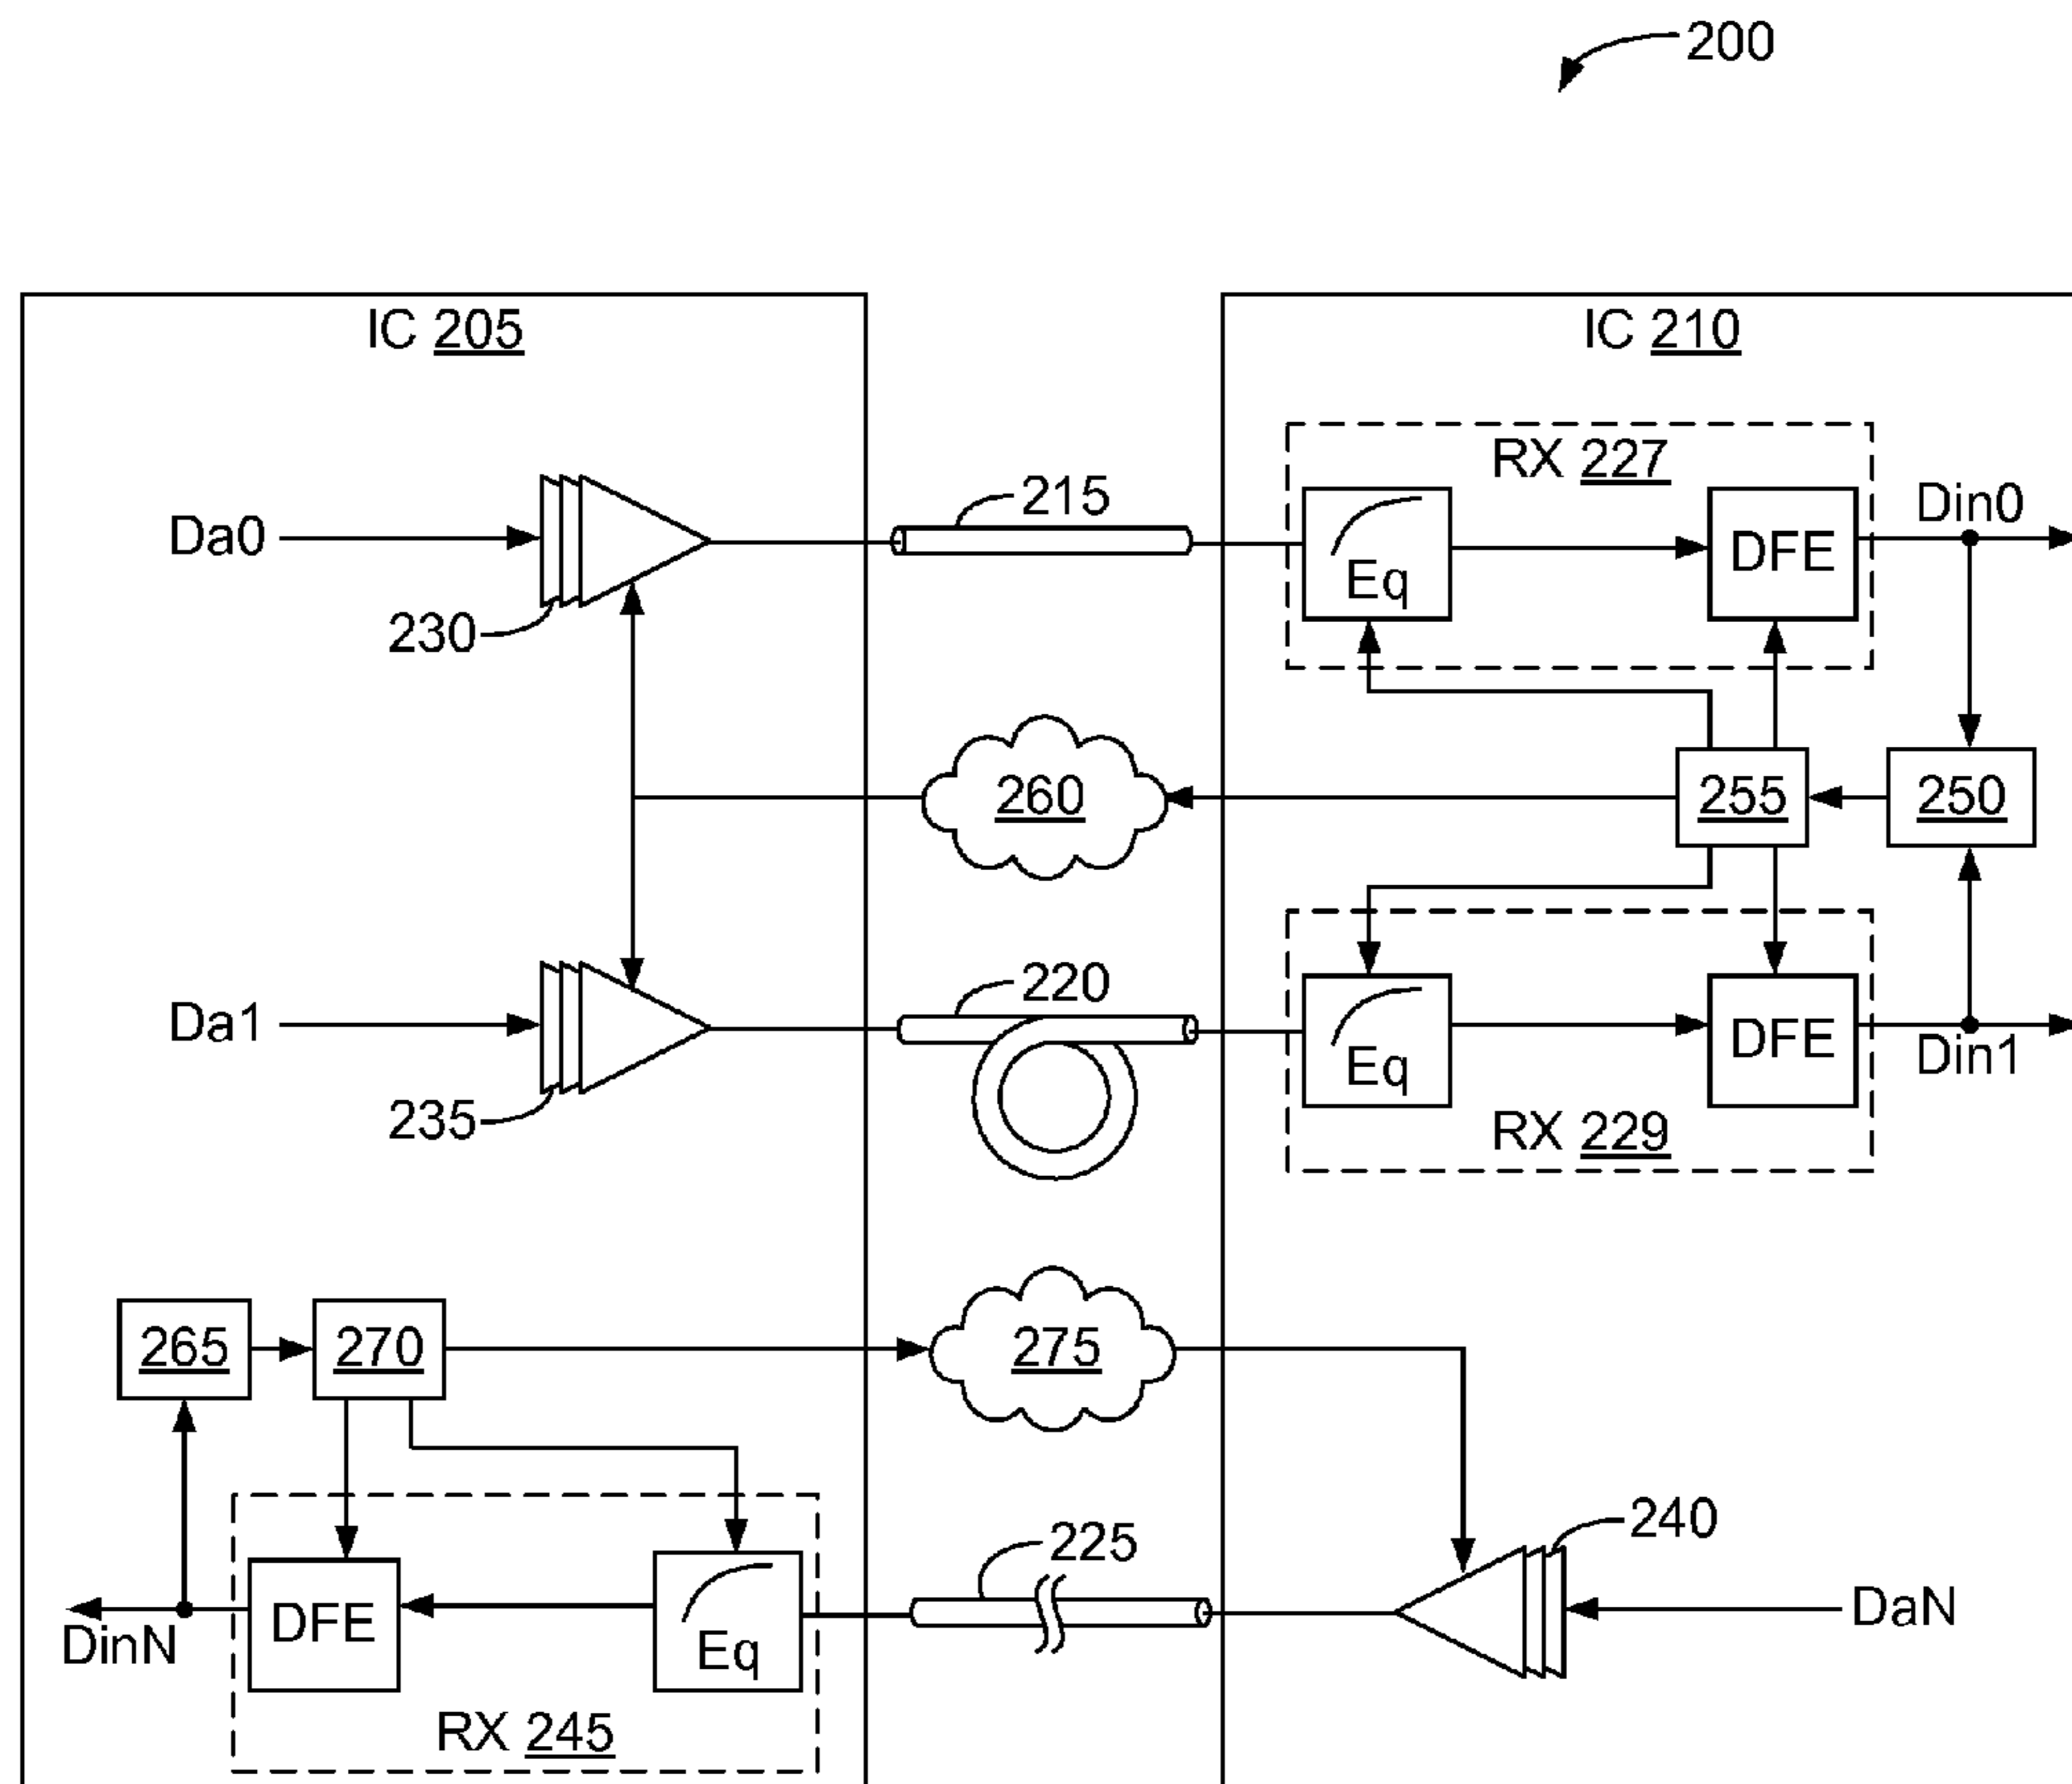 200
IC 205
IC 210
RX 227
215
Din0
Da0
DFE
Eq
230
260
255
250
220
Da1
DFE
Eq
Din1
235
RX 229
265
270
275
240
225
DaN
DFE
DinN
Eq
RX 245